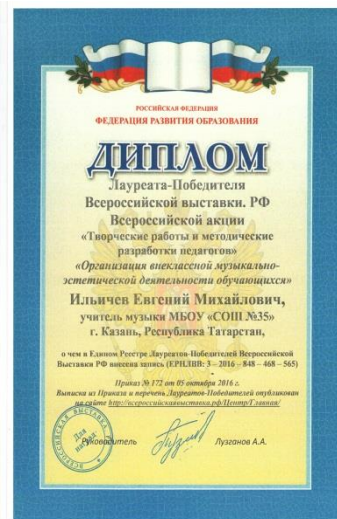 РОССИЙСКАЯ ФЕДЕРАЦИЯ
ФЕДЕРАЦИЯ РАЗВИТИЯ ОБРАЗОВАНИЯ
ДИПЛОМ
Лауреата-Победителя
Всероссийской выставки. РФ
Всероссийской акции
«Творческие работы и методические
разработки педагогов»
«Организация внеклассной музыкально-
эстетической деятельности обучающихся»
Ильичев Евгений Михайлович,
учитель музыки МБОУ «СОШ №35»
г. Казань, Республика Татарстан,
о чем в Едином Реестре Лауреатов-Победителей Всероссийской
Выставки РФ внесена запись (ЕРЛПВН: 3 – 2016 – 848 – 468 – 565)
Приказ № 172 от 05 октября 2016 г.
Выписка из Приказа и перечень Лауреатов-Победителей опубликован
на сайте http://всероссийскаявыставка.рф/Центр/Главная/
Для наград
Руководитель Лузганов А.А.